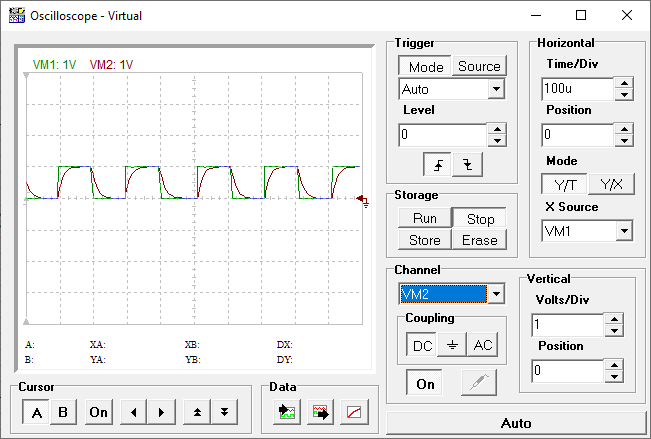 Oscilloscope - Virtual
VM1: 1V VM2: 1V
A: XA: XB: DX:
B: YA: YB: DY:
Cursor
A B On
Data
Trigger
Mode Source
Auto
Level
0
Storage
Run Stop
Store Erase
Horizontal
Time/Div
100u
Position
0
Mode
Y/T Y/X
X Source
VM1
Channel
VM2
Coupling
DC AC
On
Vertical
Volts/Div
1
Position
0
Auto